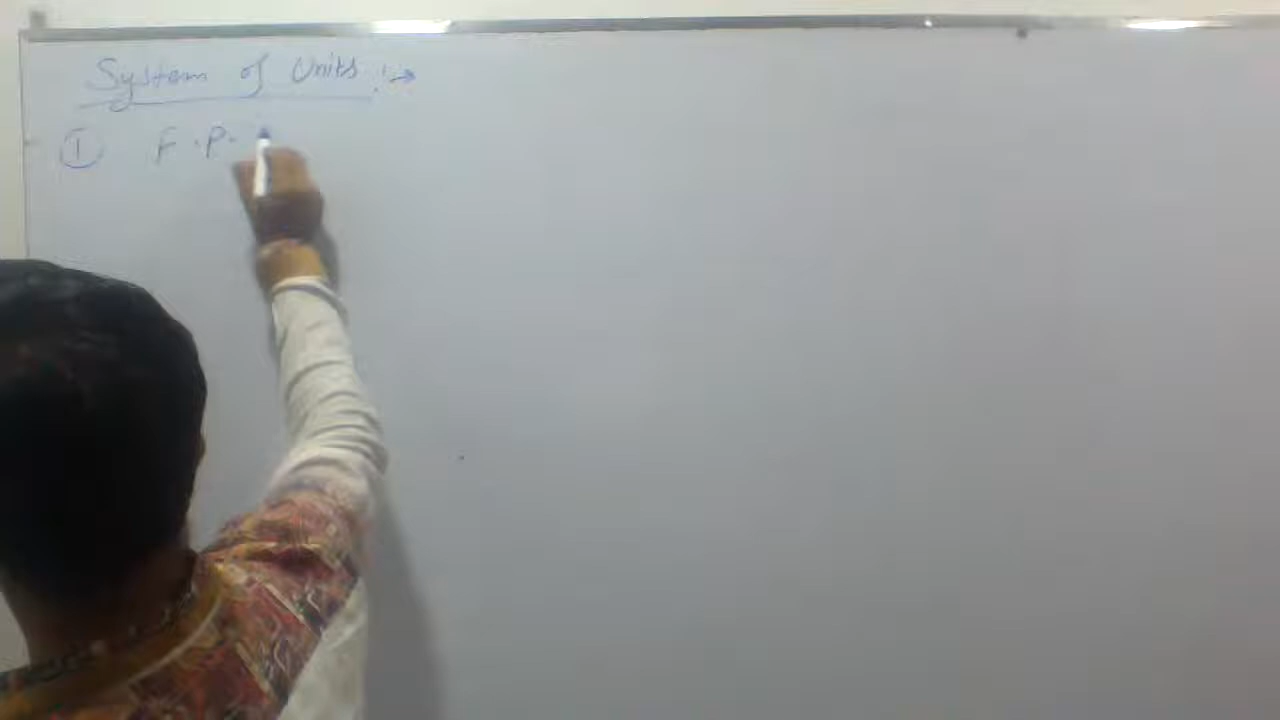 System of Units :→
① F.P.